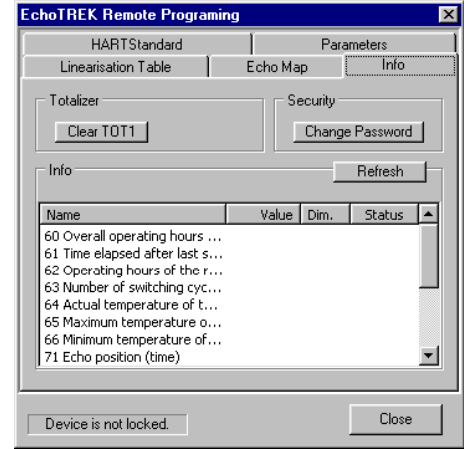 EchoTREK Remote Programing
HARTStandard Parameters
Linearisation Table Echo Map Info
Totalizer Security
Clear TOT1 Change Password
Info Refresh
Name Value Dim. Status
60 Overall operating hours ...
61 Time elapsed after last s...
62 Operating hours of the r...
63 Number of switching cyc...
64 Actual temperature of t...
65 Maximum temperature o...
66 Minimum temperature of...
71 Echo position (time)
Device is not locked. Close